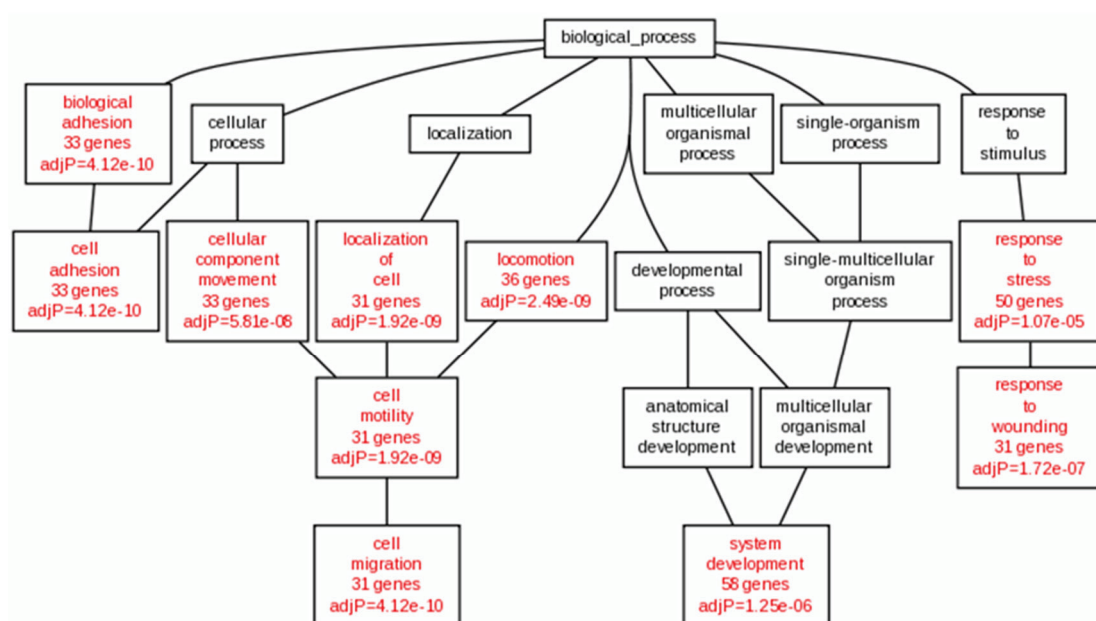 biological_process
biological
adhesion
33 genes
adjP=4.12e-10
cellular
process
localization
multicellular
organismal
process
single-organism
process
response
to
stimulus
cell
adhesion
33 genes
adjP=4.12e-10
cellular
component
movement
33 genes
adjP=5.81e-08
localization
of
cell
31 genes
adjP=1.92e-09
locomotion
36 genes
adjP=2.49e-09
developmental
process
single-multicellular
organism
process
response
to
stress
50 genes
adjP=1.07e-05
cell
motility
31 genes
adjP=1.92e-09
anatomical
structure
development
multicellular
organismal
development
response
to
wounding
31 genes
adjP=1.72e-07
cell
migration
31 genes
adjP=4.12e-10
system
development
58 genes
adjP=1.25e-06